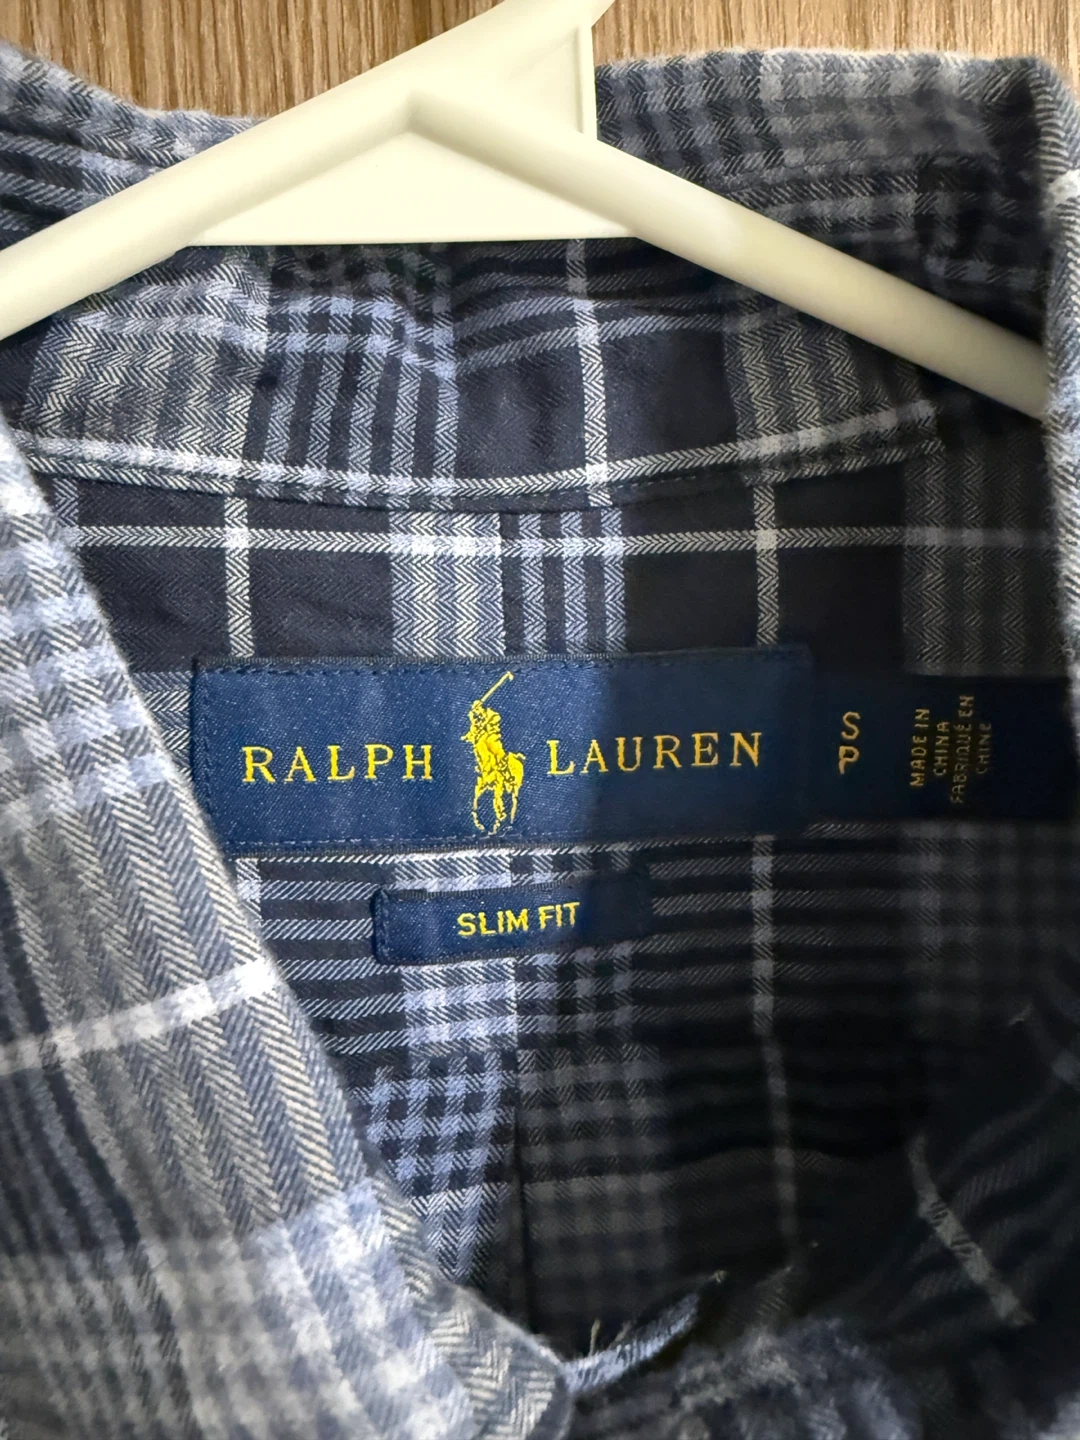 RALPH LAUREN
S
P
MADE IN
CHINA
FABRIQUÉ EN
CHINE
SLIM FIT